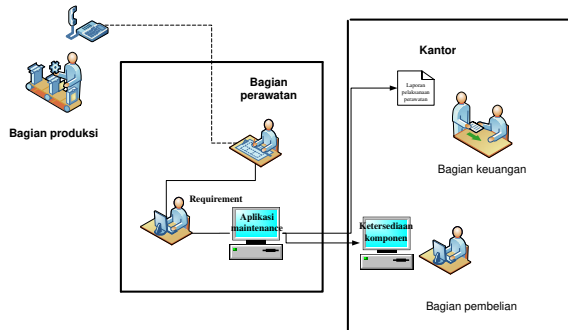 Bagian produksi
Bagian
perawatan
Requirement
Aplikasi
maintenance
Kantor
Laporan
pelaksanaan
perawatan
Bagian keuangan
Ketersediaan
komponen
Bagian pembelian